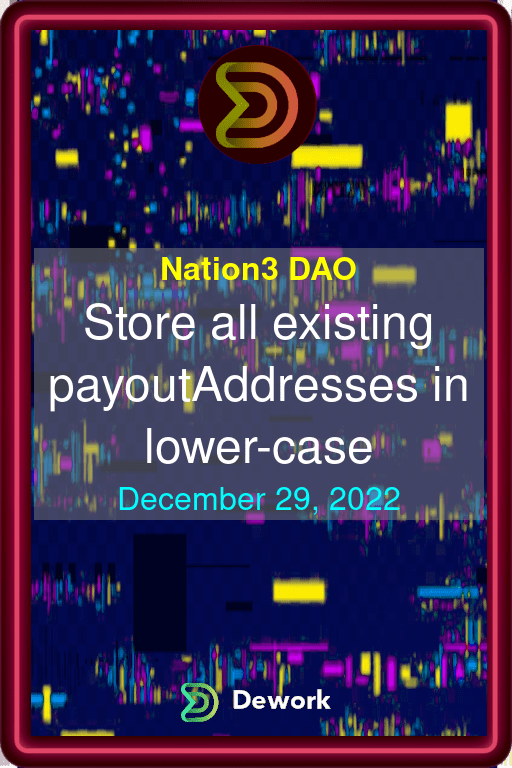 Nation3 DAO
Store all existing
payoutAddresses in
lower-case
December 29, 2022
Dework